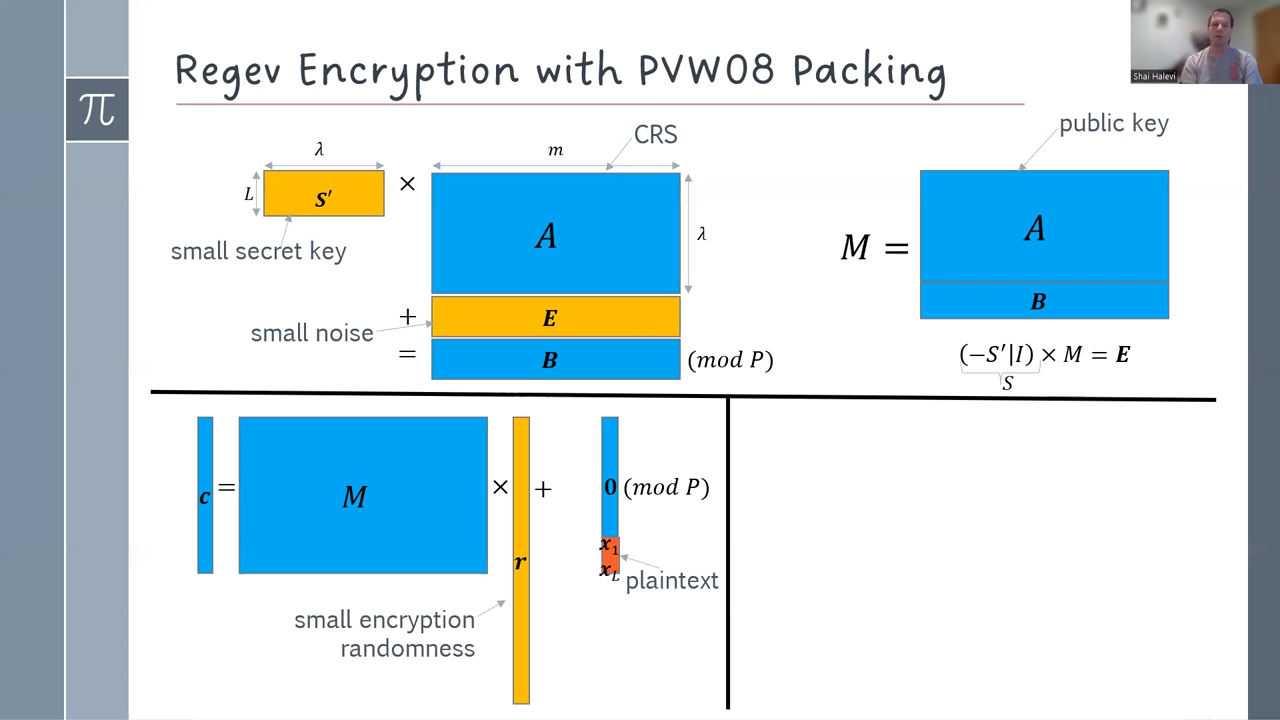 Shai Halevi
π
Regev Encryption with PVW08 Packing
CRS
public key
λ
m
L
S′
×
A
λ
small secret key
+
E
small noise
=
B
(mod P)
M =
A
B
(−S′|I) × M = E
S
c
=
M
×
r
+
0
(mod P)
x₁
x_L
plaintext
small encryption
randomness